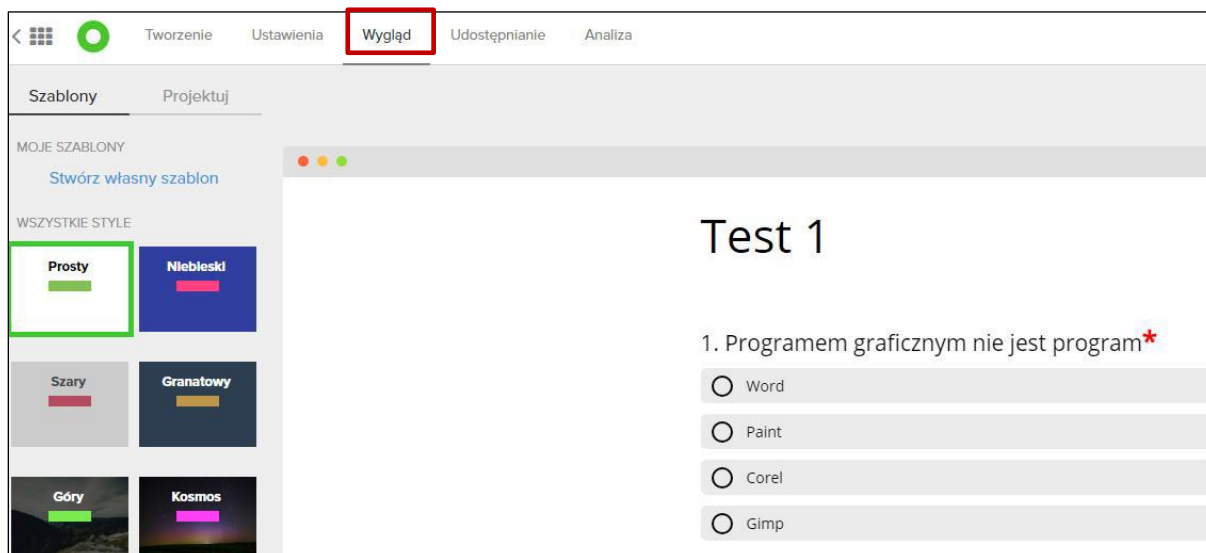 Tworzenie Ustawienia Wygląd Udostępnianie Analiza
Szablony Projektuj
MOJE SZABLONY
Stwórz własny szablon
WSZYSTKIE STYLE
Prosty Niebieski
Szary Granatowy
Góry Kosmos
Test 1
1. Programem graficznym nie jest program*
Word
Paint
Corel
Gimp